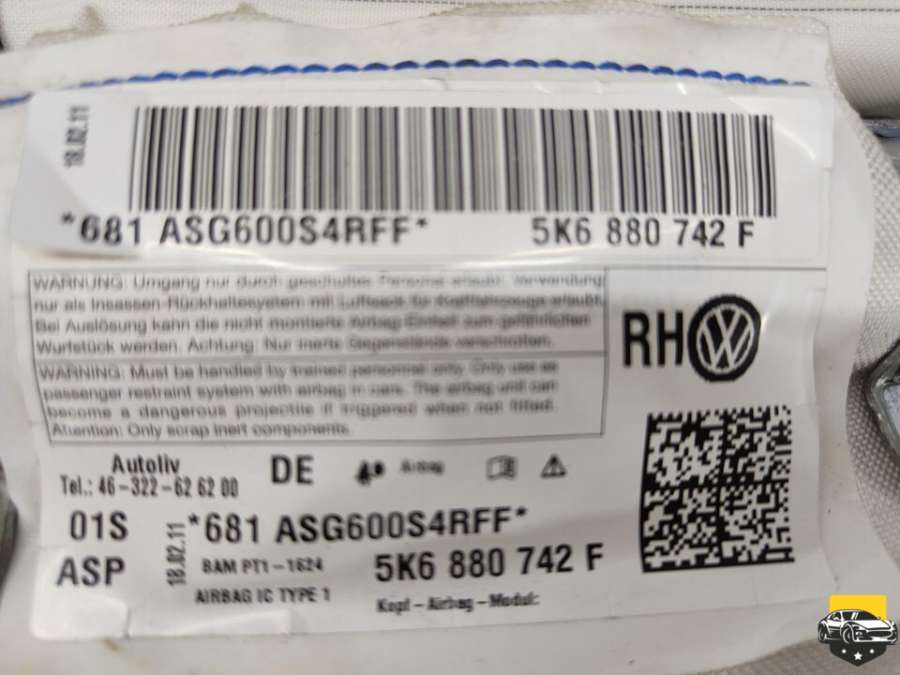 18.02.11
*681 ASG600S4RFF* 5K6 880 742 F
WARNUNG: Umgang nur durch geschultes Personal erlaubt. Verwendung
nur als Insassen-Rückhaltesystem mit Luftsack für Kraftfahrzeuge erlaubt.
Bei Auslösung kann die nicht montierte Airbag-Einheit zum gefährlichen
Wurfstück werden. Achtung: Nur inerte Gegenstände verschrotten.
WARNING: Must be handled by trained personnel only. Only use as
passenger restraint system with airbag in cars. The airbag unit can
become a dangerous projectile if triggered when not fitted.
Attention: Only scrap inert components.
RH
Autoliv
Tel.: 46-322-62 62 00
DE
Airbag
01S
ASP
18.02.11
*681 ASG600S4RFF*
BAM PT1-1624
5K6 880 742 F
AIRBAG IC TYPE 1
Kopf-Airbag-Modul: